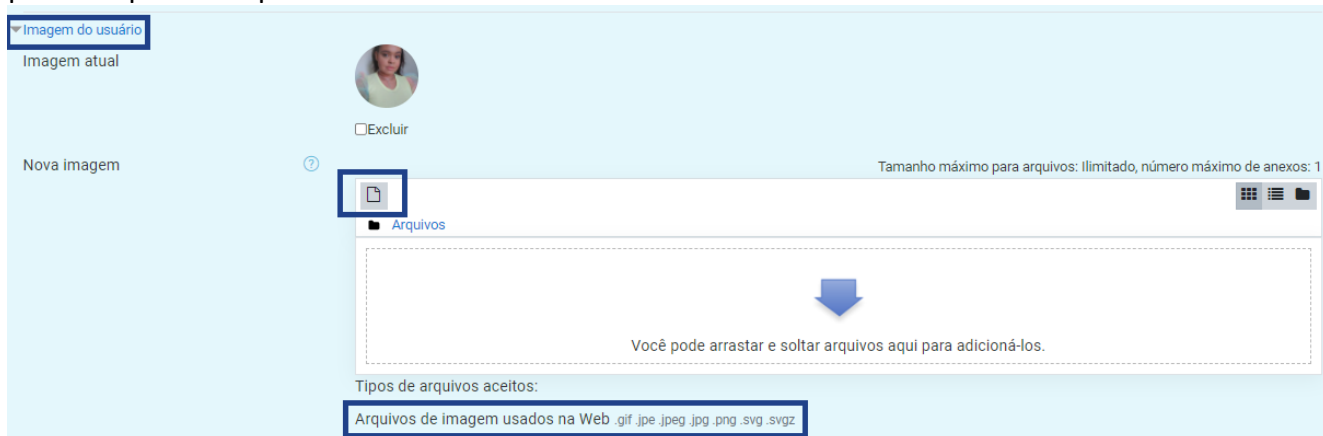 Imagem do usuário
Imagem atual
Excluir
Nova imagem
Tamanho máximo para arquivos: Ilimitado, número máximo de anexos: 1
Arquivos
Você pode arrastar e soltar arquivos aqui para adicioná-los.
Tipos de arquivos aceitos:
Arquivos de imagem usados na Web .gif .jpe .jpeg .jpg .png .svg .svgz